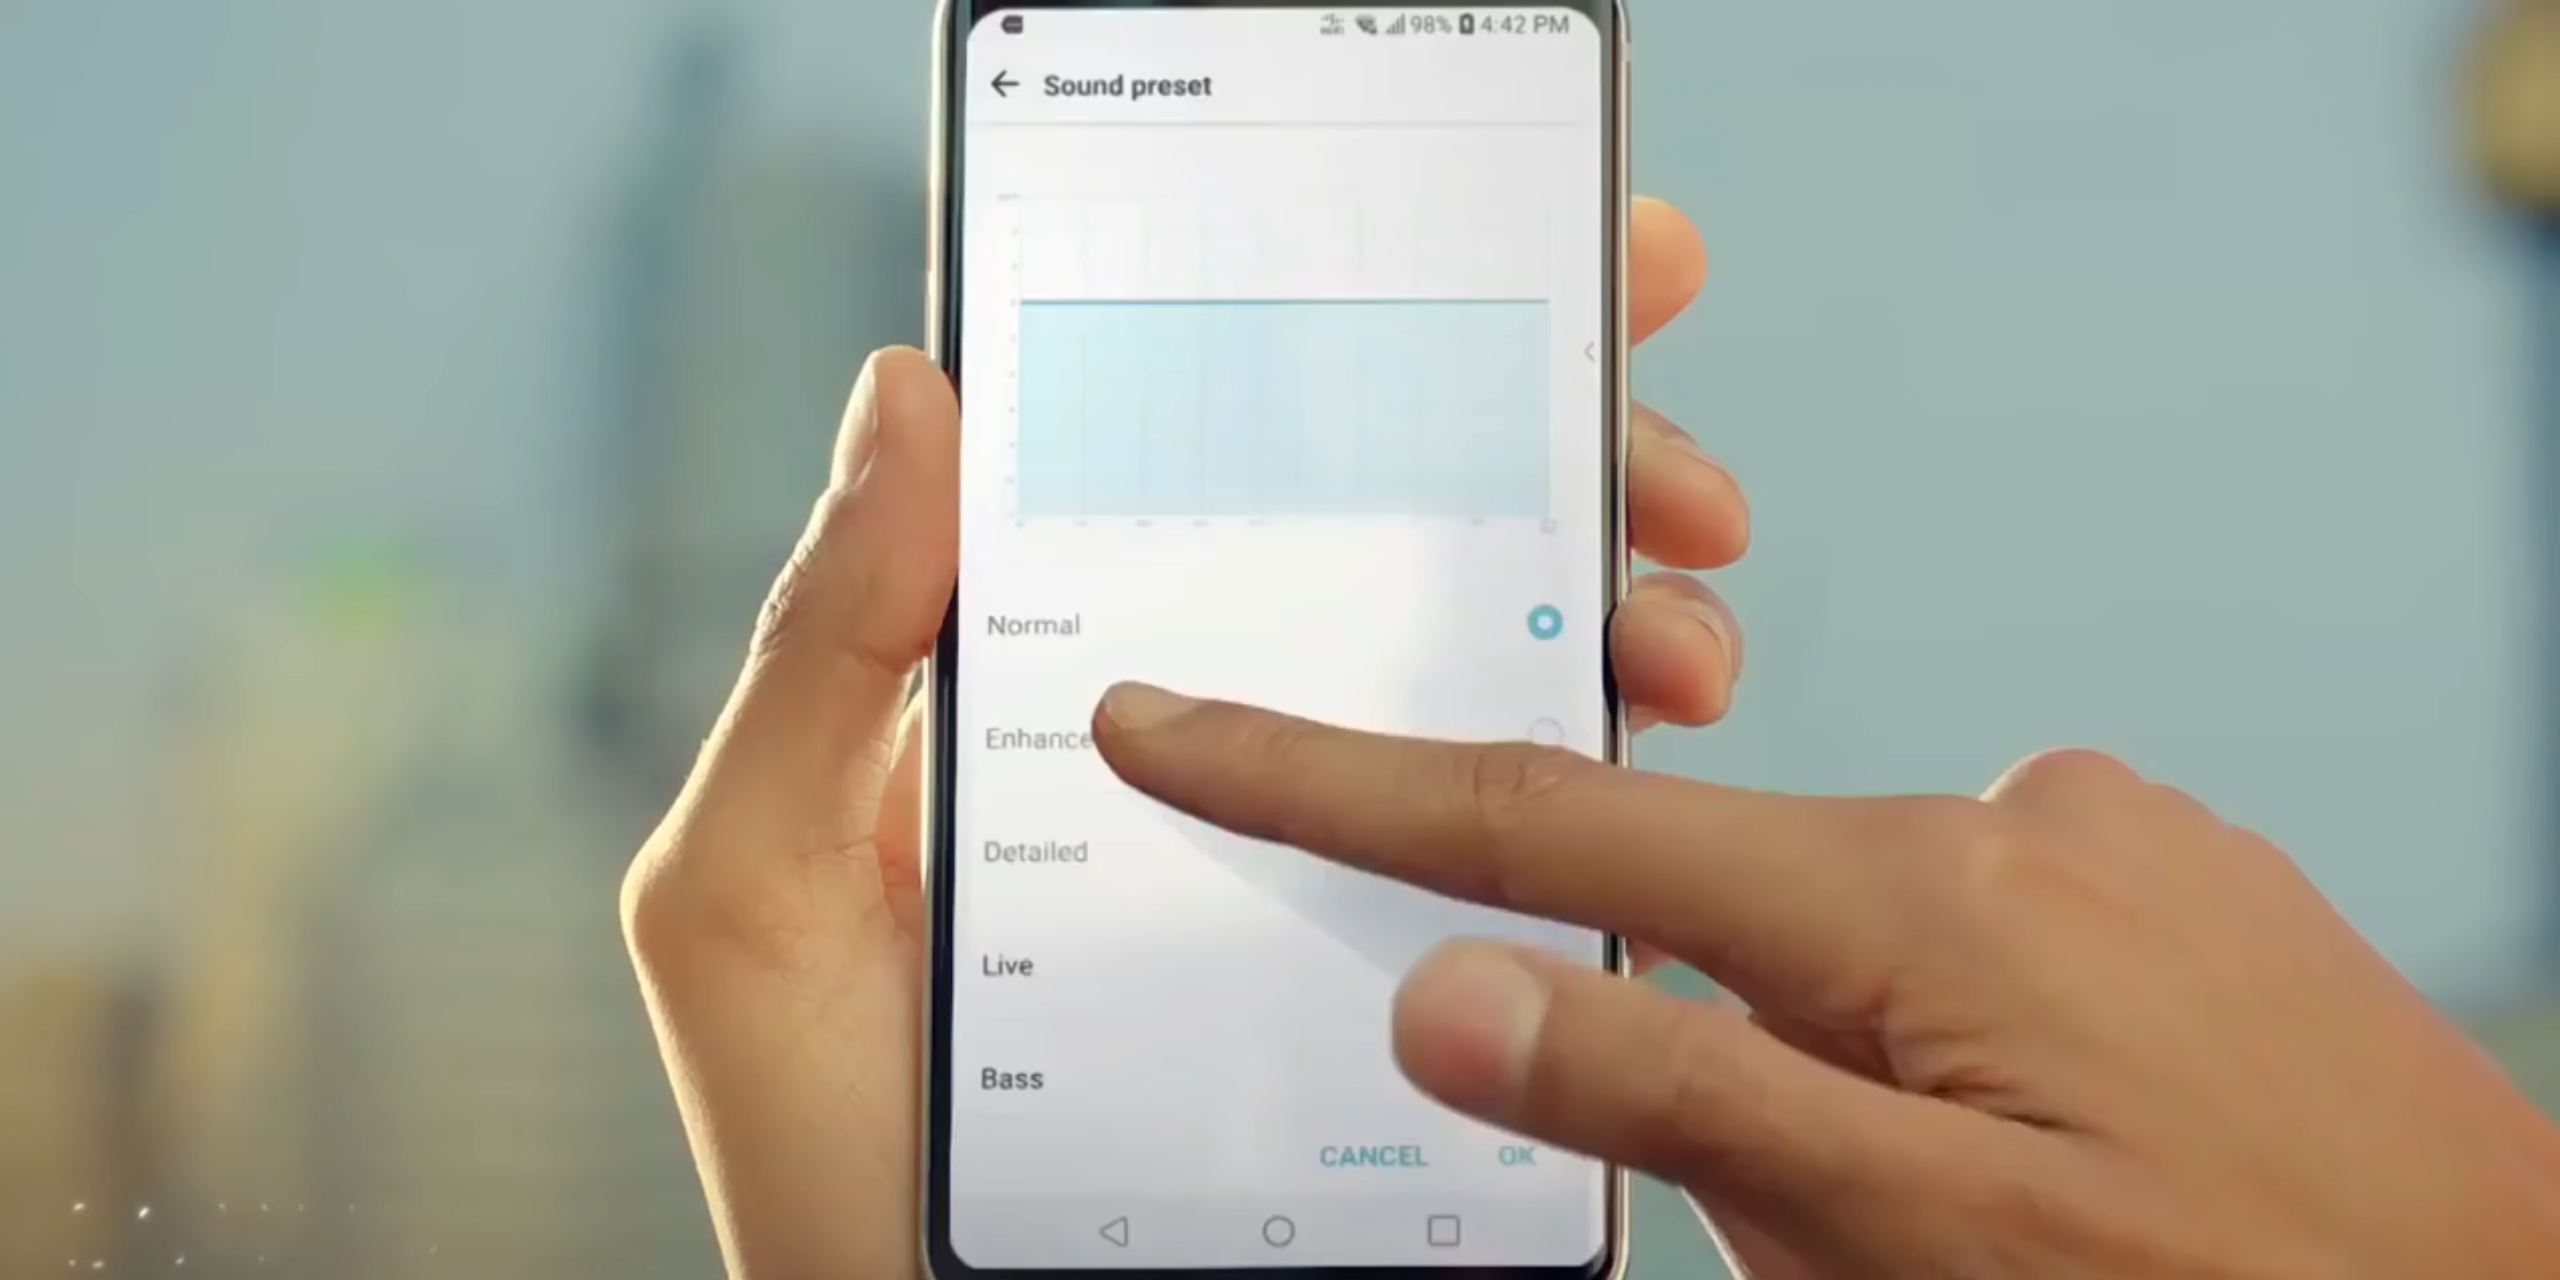 98% 4:42 PM
Sound preset
Normal
Enhance
Detailed
Live
Bass
CANCEL OK